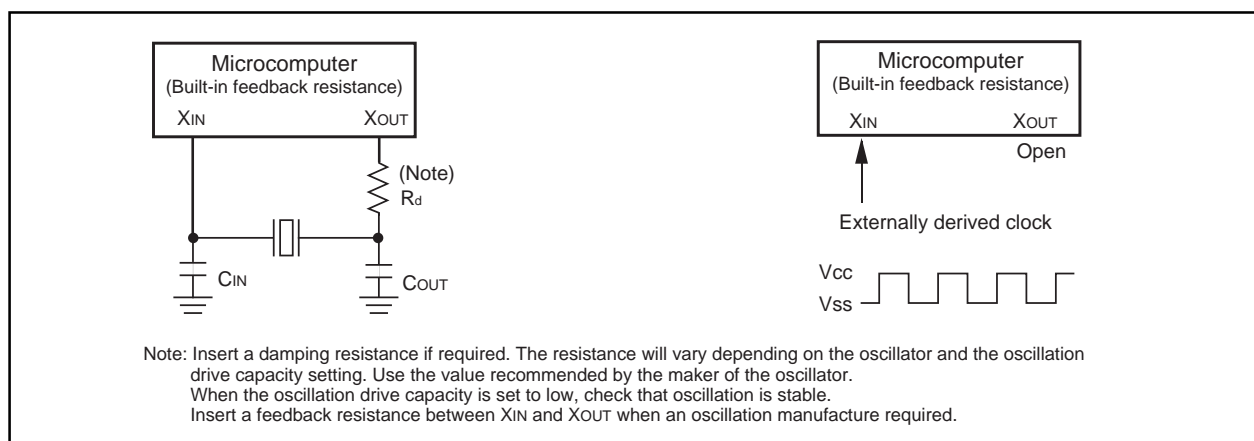 Microcomputer
(Built-in feedback resistance)
XIN XOUT
(Note)
Rd
CIN
COUT
Microcomputer
(Built-in feedback resistance)
XIN XOUT
Open
Externally derived clock
Vcc
Vss
Note: Insert a damping resistance if required. The resistance will vary depending on the oscillator and the oscillation
drive capacity setting. Use the value recommended by the maker of the oscillator.
When the oscillation drive capacity is set to low, check that oscillation is stable.
Insert a feedback resistance between XIN and XOUT when an oscillation manufacture required.